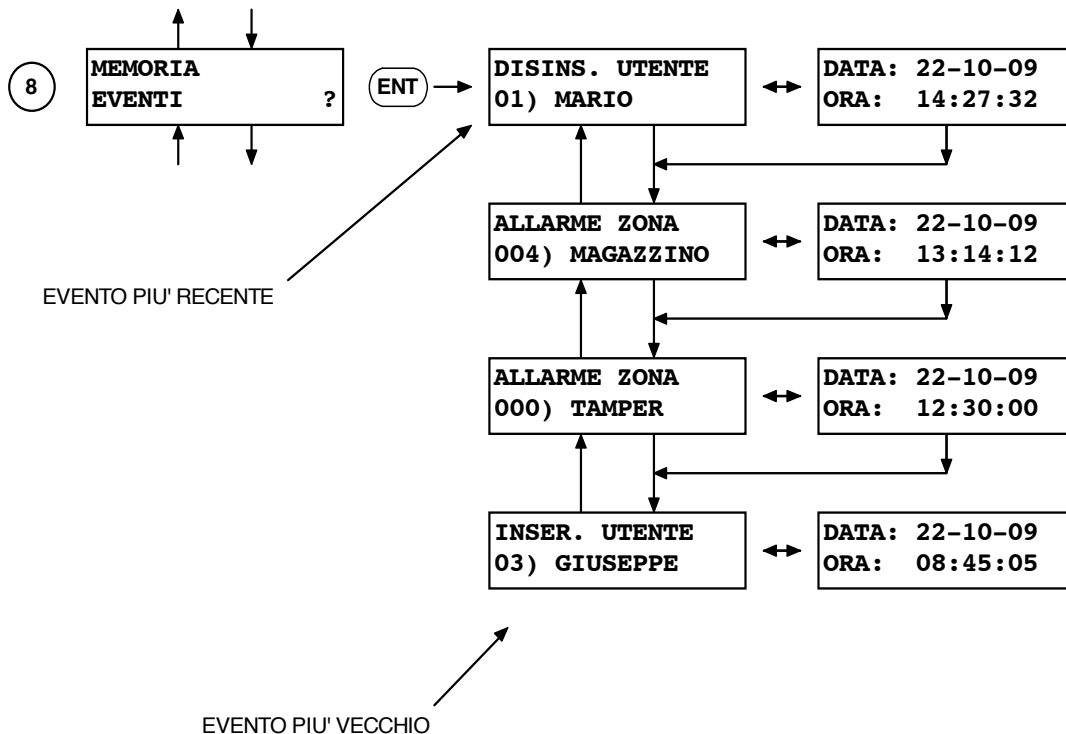 8
MEMORIA
EVENTI ?
ENT
DISINS. UTENTE
01) MARIO
DATA: 22-10-09
ORA: 14:27:32
ALLARME ZONA
004) MAGAZZINO
DATA: 22-10-09
ORA: 13:14:12
EVENTO PIU' RECENTE
ALLARME ZONA
000) TAMPER
DATA: 22-10-09
ORA: 12:30:00
INSER. UTENTE
03) GIUSEPPE
DATA: 22-10-09
ORA: 08:45:05
EVENTO PIU' VECCHIO